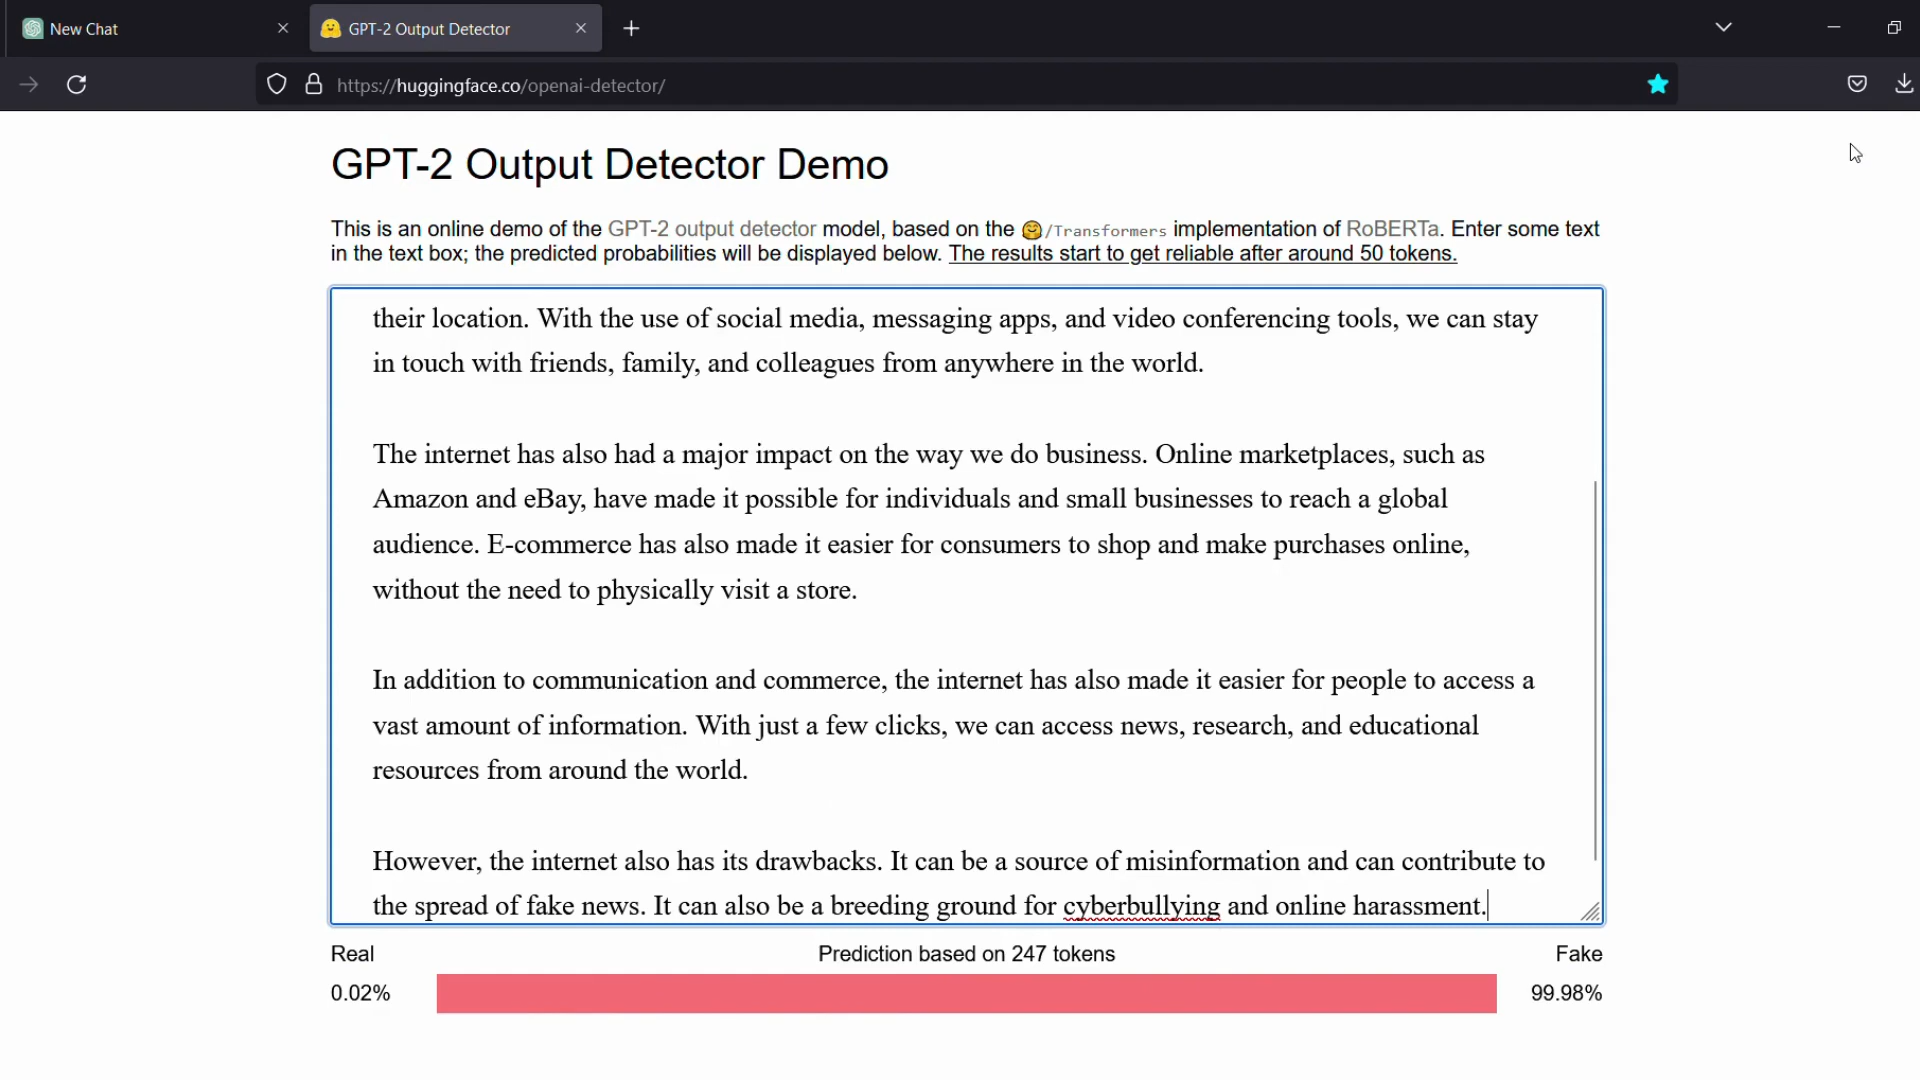 New Chat
GPT-2 Output Detector
https://huggingface.co/openai-detector/
GPT-2 Output Detector Demo
This is an online demo of the GPT-2 output detector model, based on the 🤗/Transformers implementation of RoBERTa. Enter some text
in the text box; the predicted probabilities will be displayed below. The results start to get reliable after around 50 tokens.
their location. With the use of social media, messaging apps, and video conferencing tools, we can stay
in touch with friends, family, and colleagues from anywhere in the world.
The internet has also had a major impact on the way we do business. Online marketplaces, such as
Amazon and eBay, have made it possible for individuals and small businesses to reach a global
audience. E-commerce has also made it easier for consumers to shop and make purchases online,
without the need to physically visit a store.
In addition to communication and commerce, the internet has also made it easier for people to access a
vast amount of information. With just a few clicks, we can access news, research, and educational
resources from around the world.
However, the internet also has its drawbacks. It can be a source of misinformation and can contribute to
the spread of fake news. It can also be a breeding ground for cyberbullying and online harassment.
Real Prediction based on 247 tokens Fake
0.02% 99.98%